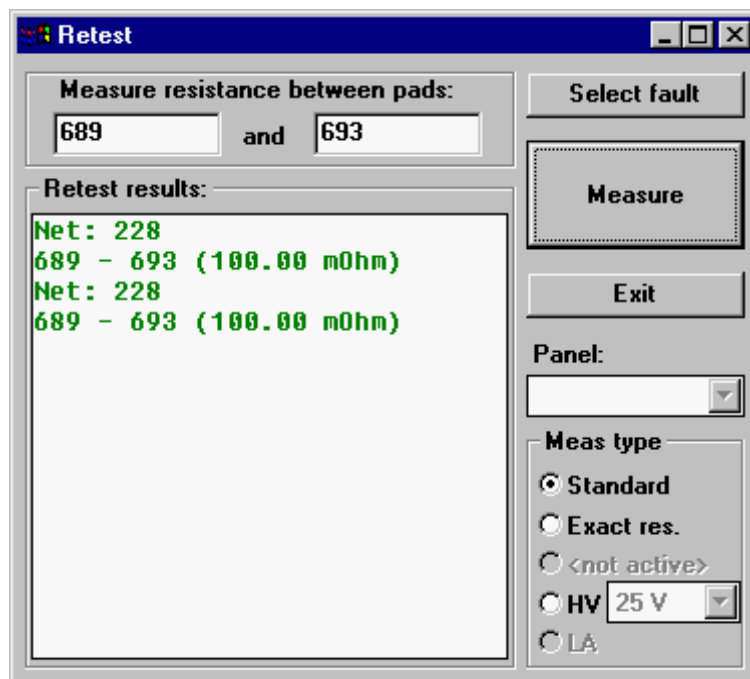 Retest
Measure resistance between pads:
689 and 693
Retest results:
Net: 228
689 - 693 (100.00 mOhm)
Net: 228
689 - 693 (100.00 mOhm)
Select fault
Measure
Exit
Panel:
Meas type
Standard
Exact res.
<not active>
HV 25 V
LA